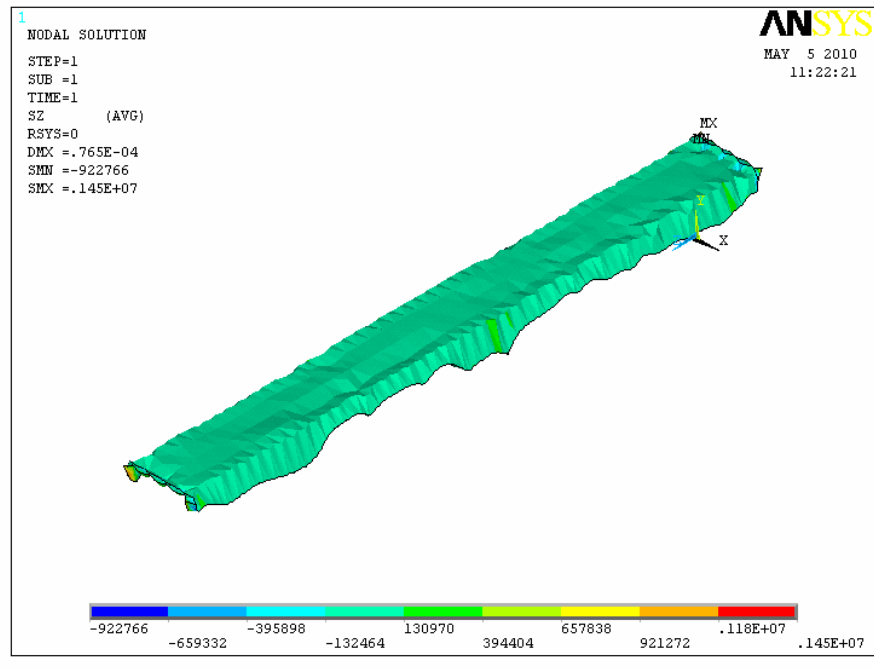 1
NODAL SOLUTION
STEP=1
SUB =1
TIME=1
SZ (AVG)
RSYS=0
DMX =.765E-04
SMN =-922766
SMX =.145E+07
ANSYS
MAY 5 2010
11:22:21
MX
MN
Y
X
-922766 -395898 130970 657838 .118E+07
-659332 -132464 394404 921272 .145E+07